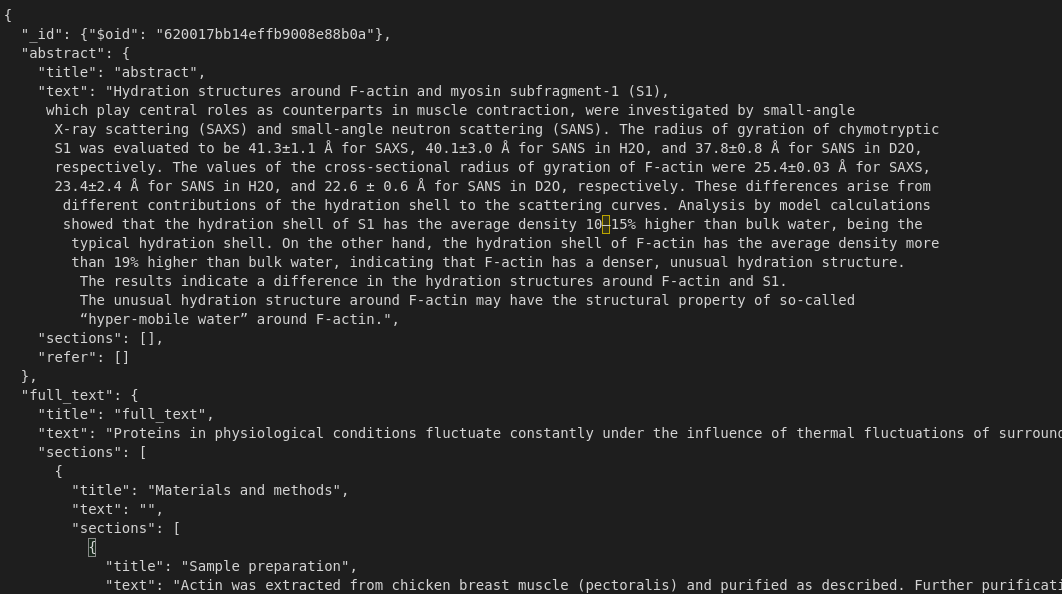 {
  "_id": {"$oid": "620017bb14effb9008e88b0a"},
  "abstract": {
    "title": "abstract",
    "text": "Hydration structures around F-actin and myosin subfragment-1 (S1),
     which play central roles as counterparts in muscle contraction, were investigated by small-angle
      X-ray scattering (SAXS) and small-angle neutron scattering (SANS). The radius of gyration of chymotryptic
      S1 was evaluated to be 41.3±1.1 Å for SAXS, 40.1±3.0 Å for SANS in H2O, and 37.8±0.8 Å for SANS in D2O,
      respectively. The values of the cross-sectional radius of gyration of F-actin were 25.4±0.03 Å for SAXS,
      23.4±2.4 Å for SANS in H2O, and 22.6 ± 0.6 Å for SANS in D2O, respectively. These differences arise from
       different contributions of the hydration shell to the scattering curves. Analysis by model calculations
       showed that the hydration shell of S1 has the average density 10–15% higher than bulk water, being the
        typical hydration shell. On the other hand, the hydration shell of F-actin has the average density more
        than 19% higher than bulk water, indicating that F-actin has a denser, unusual hydration structure.
         The results indicate a difference in the hydration structures around F-actin and S1.
         The unusual hydration structure around F-actin may have the structural property of so-called
         “hyper-mobile water” around F-actin.",
    "sections": [],
    "refer": []
  },
  "full_text": {
    "title": "full_text",
    "text": "Proteins in physiological conditions fluctuate constantly under the influence of thermal fluctuations of surround
    "sections": [
      {
        "title": "Materials and methods",
        "text": "",
        "sections": [
          {
            "title": "Sample preparation",
            "text": "Actin was extracted from chicken breast muscle (pectoralis) and purified as described. Further purificati